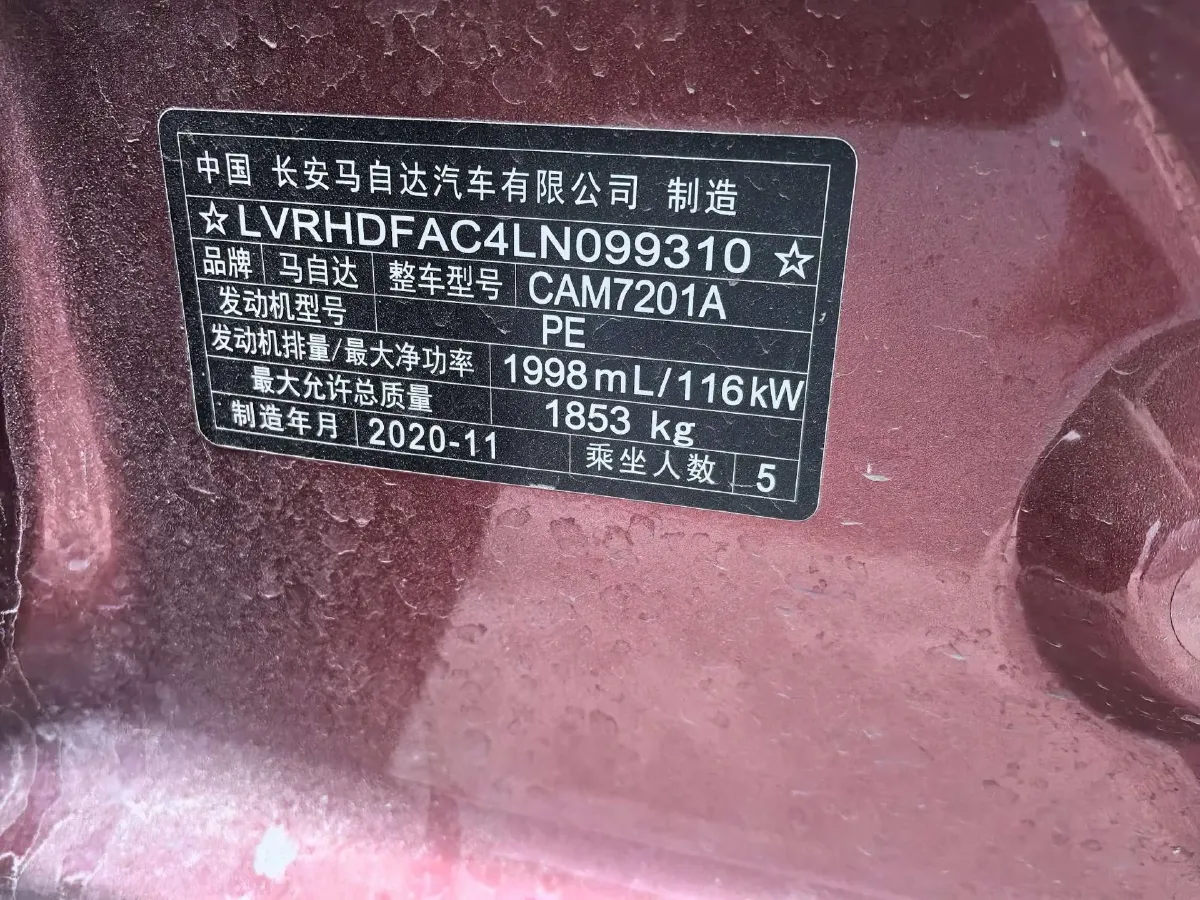 中国 长安马自达汽车有限公司 制造
☆LVRHDFAC4LN099310☆
品牌 马自达 整车型号 CAM7201A
发动机型号 PE
发动机排量/最大净功率 1998mL/116kW
最大允许总质量 1853 kg
制造年月 2020-11 乘坐人数 5